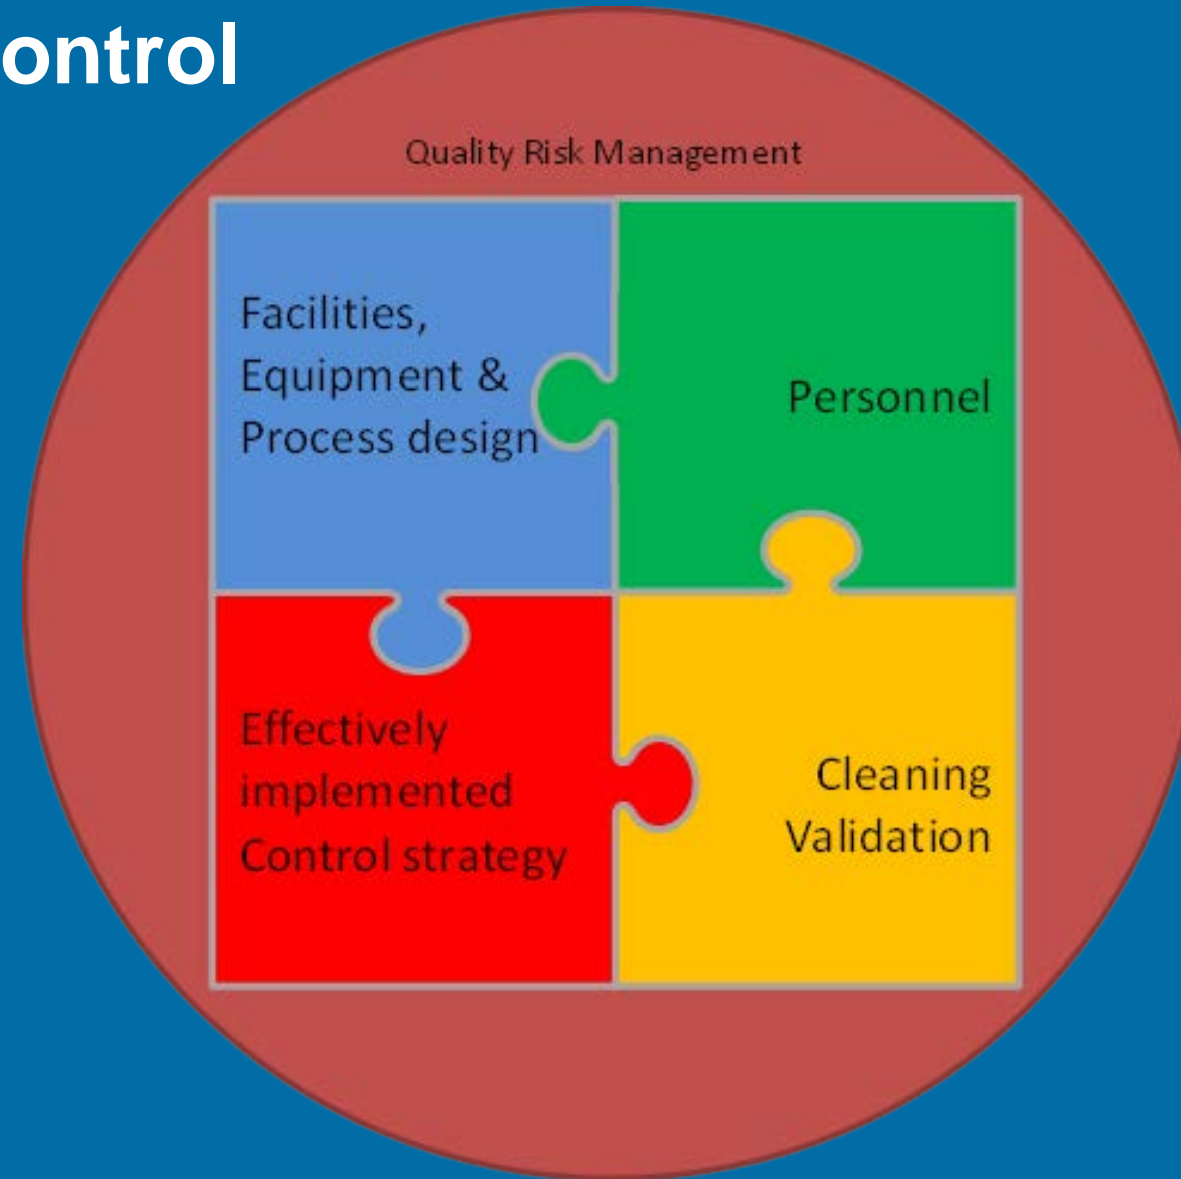 ontrol
Quality Risk Management
Facilities,
Equipment &
Process design
Personnel
Effectively
implemented
Control strategy
Cleaning
Validation